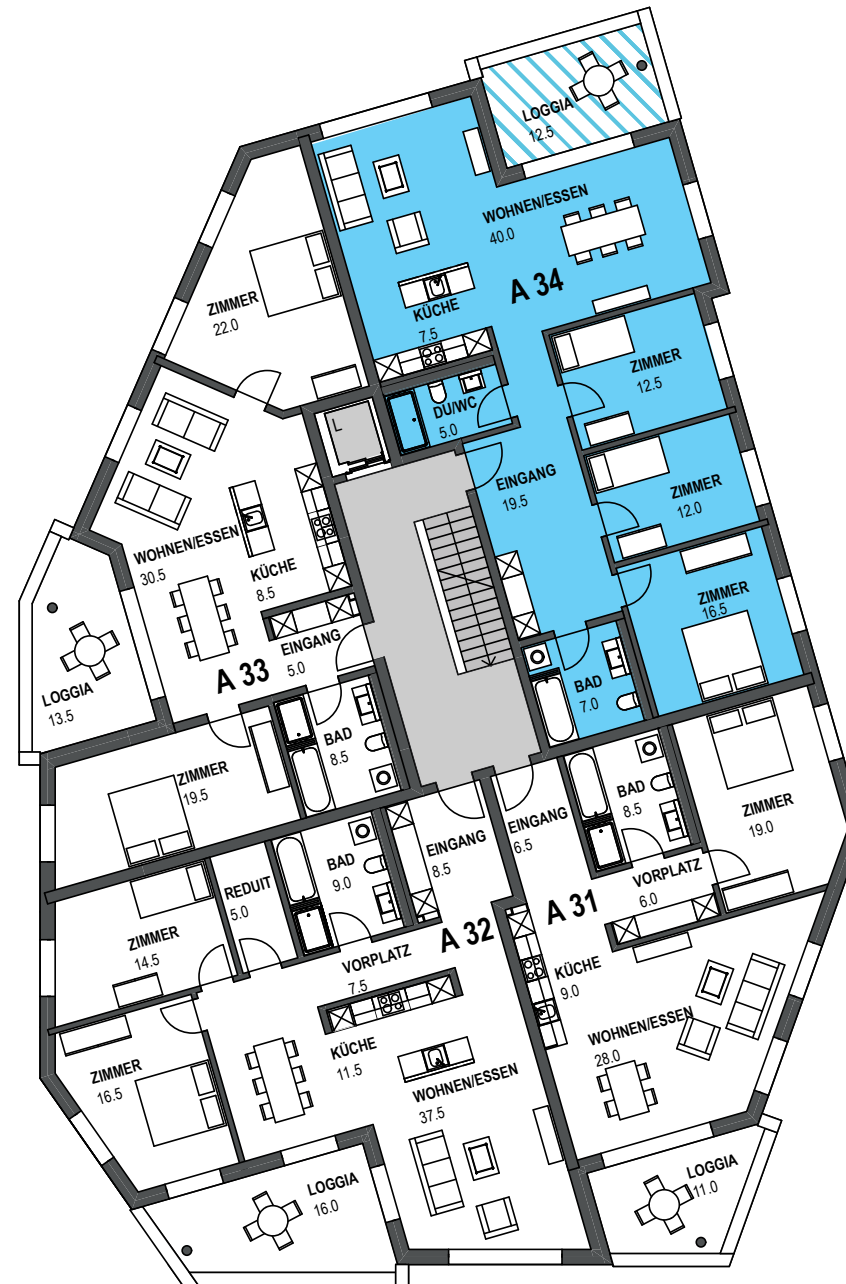 LOGGIA
12.5
WOHNEN/ESSEN
40.0
A 34
KÜCHE
7.5
ZIMMER
22.0
ZIMMER
12.5
DU/WC
5.0
L
EINGANG
19.5
ZIMMER
12.0
WOHNEN/ESSEN
30.5
KÜCHE
8.5
ZIMMER
16.5
EINGANG
5.0
A 33
LOGGIA
13.5
BAD
7.0
BAD
8.5
ZIMMER
19.5
BAD
8.5
ZIMMER
19.0
EINGANG
8.5
EINGANG
6.5
BAD
9.0
REDUIT
5.0
VORPLATZ
6.0
A 31
A 32
ZIMMER
14.5
VORPLATZ
7.5
KÜCHE
9.0
KÜCHE
11.5
WOHNEN/ESSEN
28.0
ZIMMER
16.5
WOHNEN/ESSEN
37.5
LOGGIA
11.0
LOGGIA
16.0